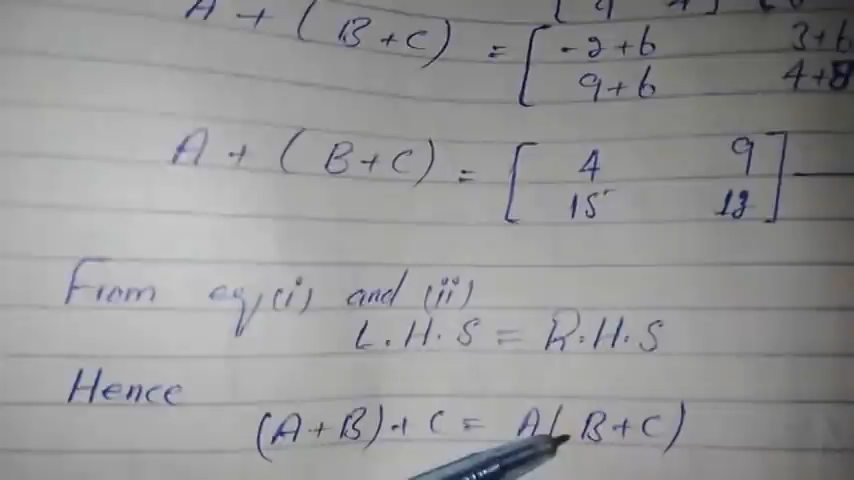 A + (B+C) = [ -2+6 3+6
9+6 4+8
A + (B+C) = [ 4 9 ]
15 12
From eq(i) and (ii)
L.H.S = R.H.S
Hence
(A+B)+C = A(B+C)